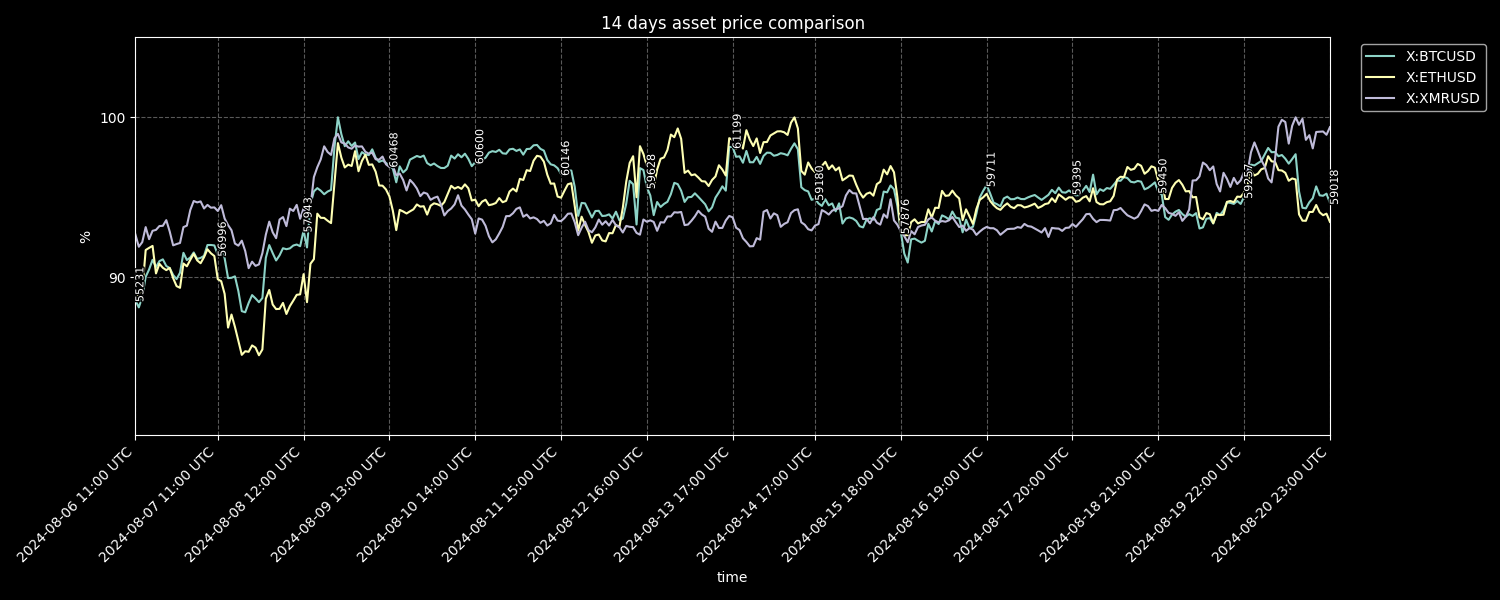 14 days asset price comparison
X:BTCUSD
X:ETHUSD
X:XMRUSD
100
90
%
55231
56996
57943
60468
60600
60146
59628
61199
59180
57876
59711
59395
59450
59257
59018
2024-08-06 11:00 UTC
2024-08-07 11:00 UTC
2024-08-08 12:00 UTC
2024-08-09 13:00 UTC
2024-08-10 14:00 UTC
2024-08-11 15:00 UTC
2024-08-12 16:00 UTC
2024-08-13 17:00 UTC
2024-08-14 17:00 UTC
2024-08-15 18:00 UTC
2024-08-16 19:00 UTC
2024-08-17 20:00 UTC
2024-08-18 21:00 UTC
2024-08-19 22:00 UTC
2024-08-20 23:00 UTC
time